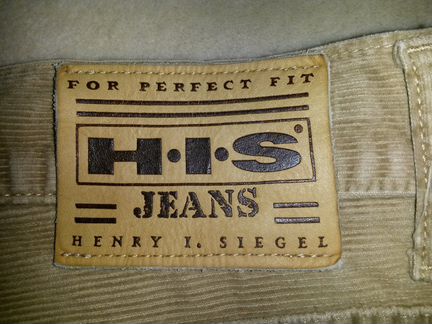 FOR PERFECT FIT
H·I·S®
JEANS
HENRY I. SIEGEL